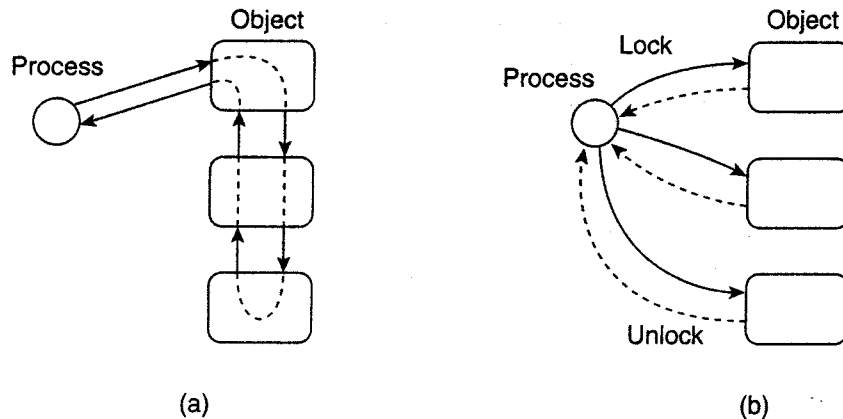 Object
Process
(a)
Object
Lock
Process
Unlock
(b)